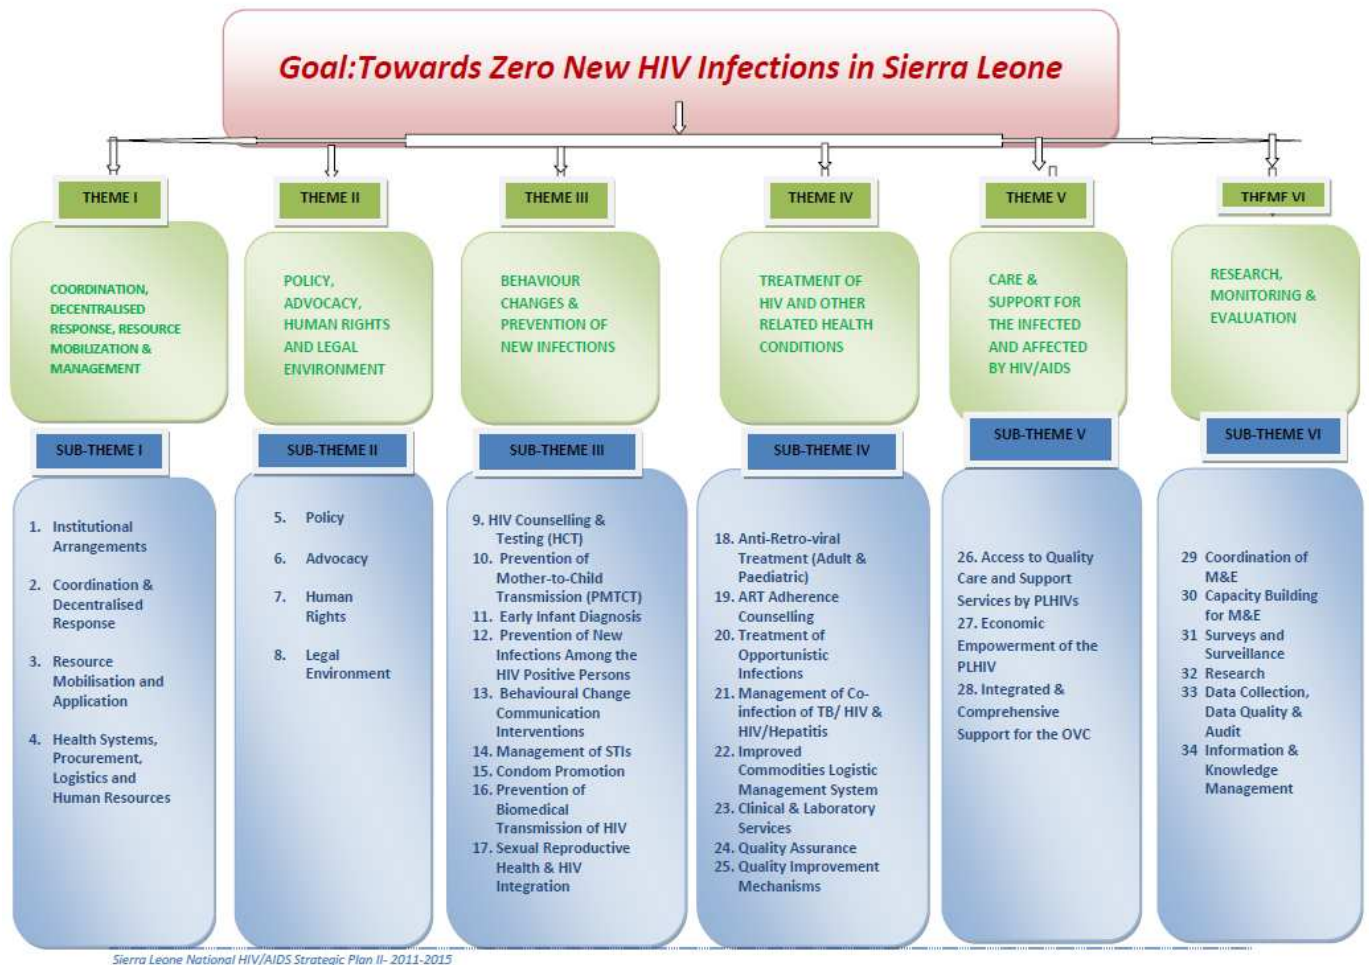 Goal:Towards Zero New HIV Infections in Sierra Leone
THEME I
COORDINATION,
DECENTRALISED
RESPONSE, RESOURCE
MOBILIZATION &
MANAGEMENT
SUB-THEME I
1. Institutional
Arrangements
2. Coordination &
Decentralised
Response
3. Resource
Mobilisation and
Application
4. Health Systems,
Procurement,
Logistics and
Human Resources
THEME II
POLICY,
ADVOCACY,
HUMAN RIGHTS
AND LEGAL
ENVIRONMENT
SUB-THEME II
5. Policy
6. Advocacy
7. Human
Rights
8. Legal
Environment
THEME III
BEHAVIOUR
CHANGES &
PREVENTION OF
NEW INFECTIONS
SUB-THEME III
9. HIV Counselling &
Testing (HCT)
10. Prevention of
Mother-to-Child
Transmission (PMTCT)
11. Early Infant Diagnosis
12. Prevention of New
Infections Among the
HIV Positive Persons
13. Behavioural Change
Communication
Interventions
14. Management of STIs
15. Condom Promotion
16. Prevention of
Biomedical
Transmission of HIV
17. Sexual Reproductive
Health & HIV
Integration
THEME IV
TREATMENT OF
HIV AND OTHER
RELATED HEALTH
CONDITIONS
SUB-THEME IV
18. Anti-Retro-viral
Treatment (Adult &
Paediatric)
19. ART Adherence
Counselling
20. Treatment of
Opportunistic
Infections
21. Management of Co-
infection of TB/ HIV &
HIV/Hepatitis
22. Improved
Commodities Logistic
Management System
23. Clinical & Laboratory
Services
24. Quality Assurance
25. Quality Improvement
Mechanisms
THEME V
CARE &
SUPPORT FOR
THE INFECTED
AND AFFECTED
BY HIV/AIDS
SUB-THEME V
26. Access to Quality
Care and Support
Services by PLHIVs
27. Economic
Empowerment of the
PLHIV
28. Integrated &
Comprehensive
Support for the OVC
THEME VI
RESEARCH,
MONITORING &
EVALUATION
SUB-THEME VI
29 Coordination of
M&E
30 Capacity Building
for M&E
31 Surveys and
Surveillance
32 Research
33 Data Collection,
Data Quality &
Audit
34 Information &
Knowledge
Management
Sierra Leone National HIV/AIDS Strategic Plan II- 2011-2015